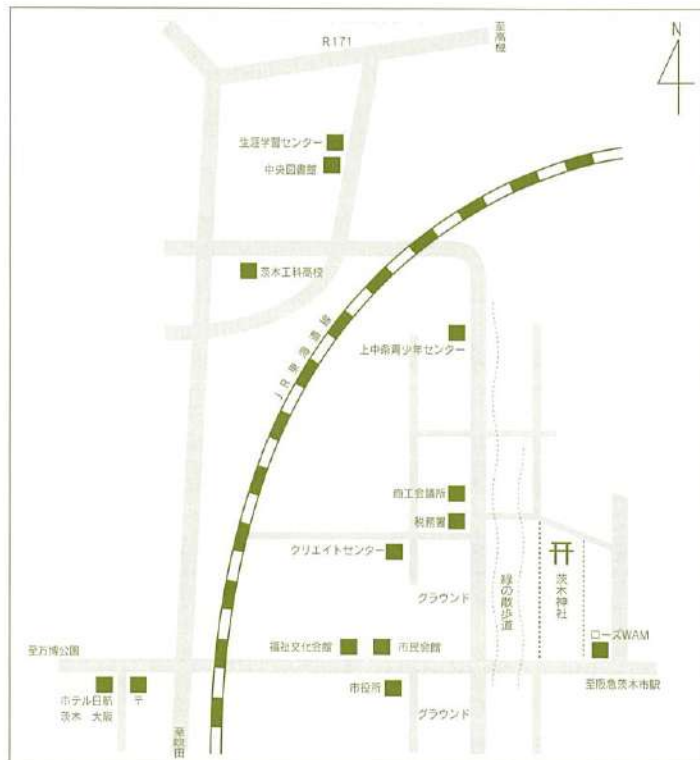 R171
至高槻
N
生涯学習センター
中央図書館
茨木工科高校
JR東海道線
上中条青少年センター
商工会議所
税務署
クリエイトセンター
グラウンド
緑の散歩道
茨木神社
ローズWAM
至万博公園
福祉文化会館
市民会館
ホテル日航
茨木 大阪
〒
市役所
グラウンド
至阪急茨木市駅
至吹田